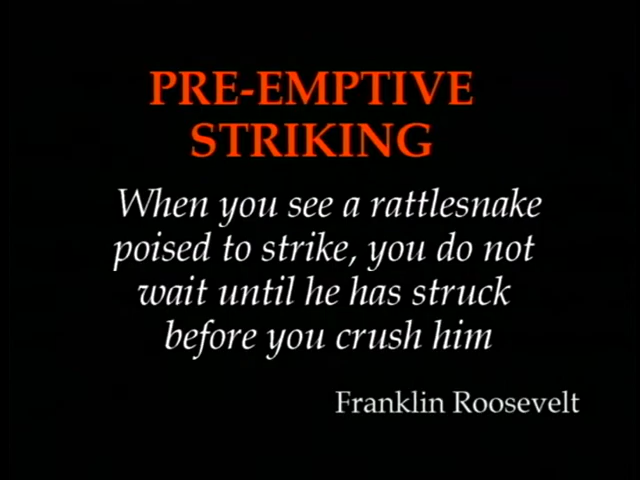 PRE-EMPTIVE
STRIKING
When you see a rattlesnake
poised to strike, you do not
wait until he has struck
before you crush him
Franklin Roosevelt